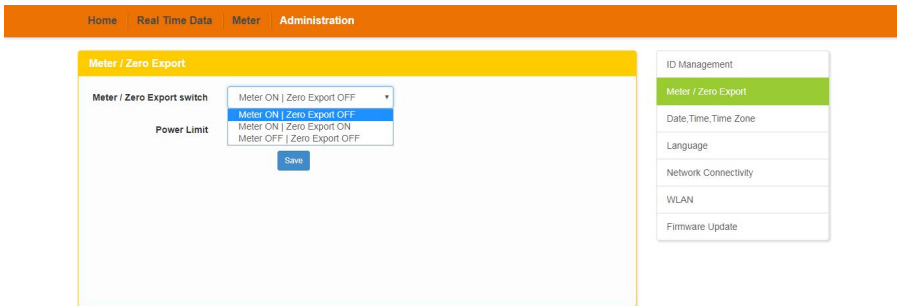 Home Real Time Data Meter Administration
Meter / Zero Export
Meter / Zero Export switch Meter ON | Zero Export OFF
Meter ON | Zero Export OFF
Meter ON | Zero Export ON
Meter OFF | Zero Export OFF
Power Limit
Save
ID Management
Meter / Zero Export
Date,Time,Time Zone
Language
Network Connectivity
WLAN
Firmware Update